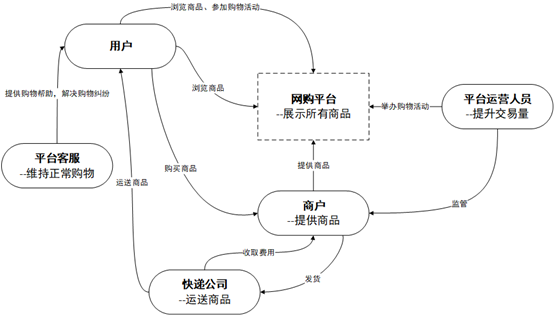 浏览商品、参加购物活动
用户
浏览商品
网购平台
--展示所有商品
举办购物活动
平台运营人员
--提升交易量
提供购物帮助，解决购物纠纷
平台客服
--维持正常购物
购买商品
提供商品
运送商品
商户
--提供商品
监管
收取费用
快递公司
--运送商品
发货